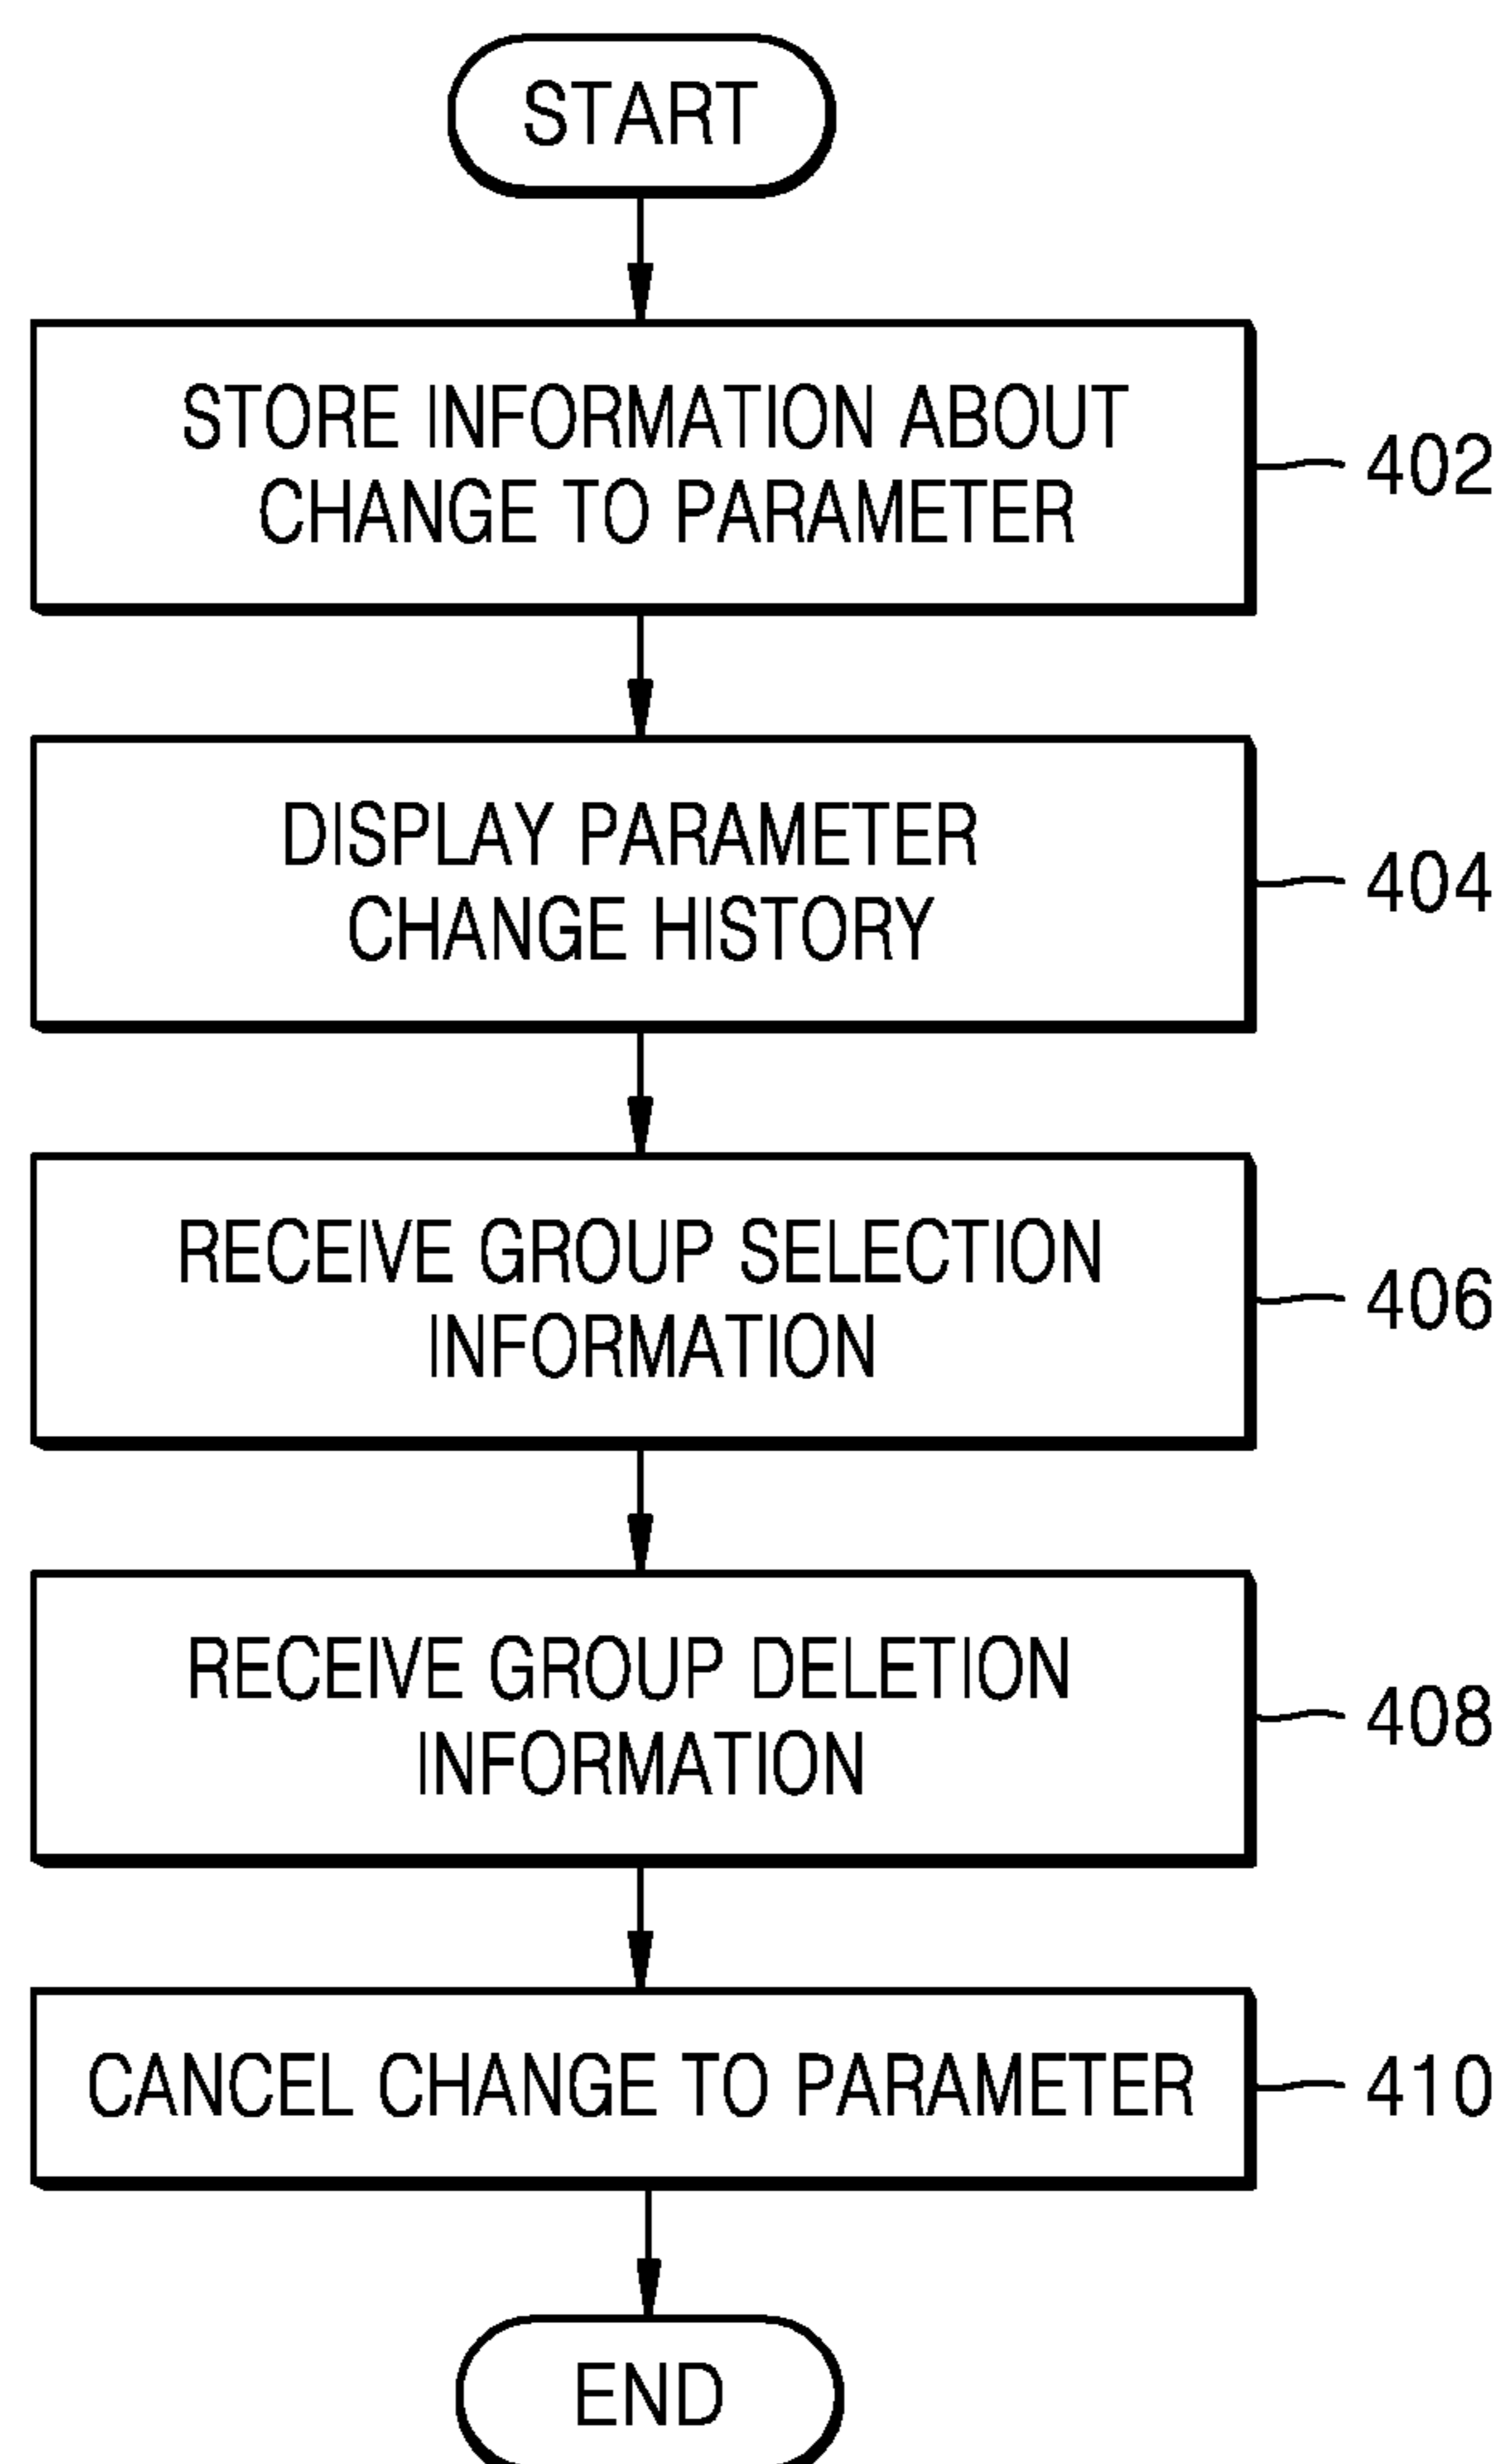 START
STORE INFORMATION ABOUT
CHANGE TO PARAMETER
402
DISPLAY PARAMETER
CHANGE HISTORY
404
RECEIVE GROUP SELECTION
INFORMATION
406
RECEIVE GROUP DELETION
INFORMATION
408
CANCEL CHANGE TO PARAMETER
410
END